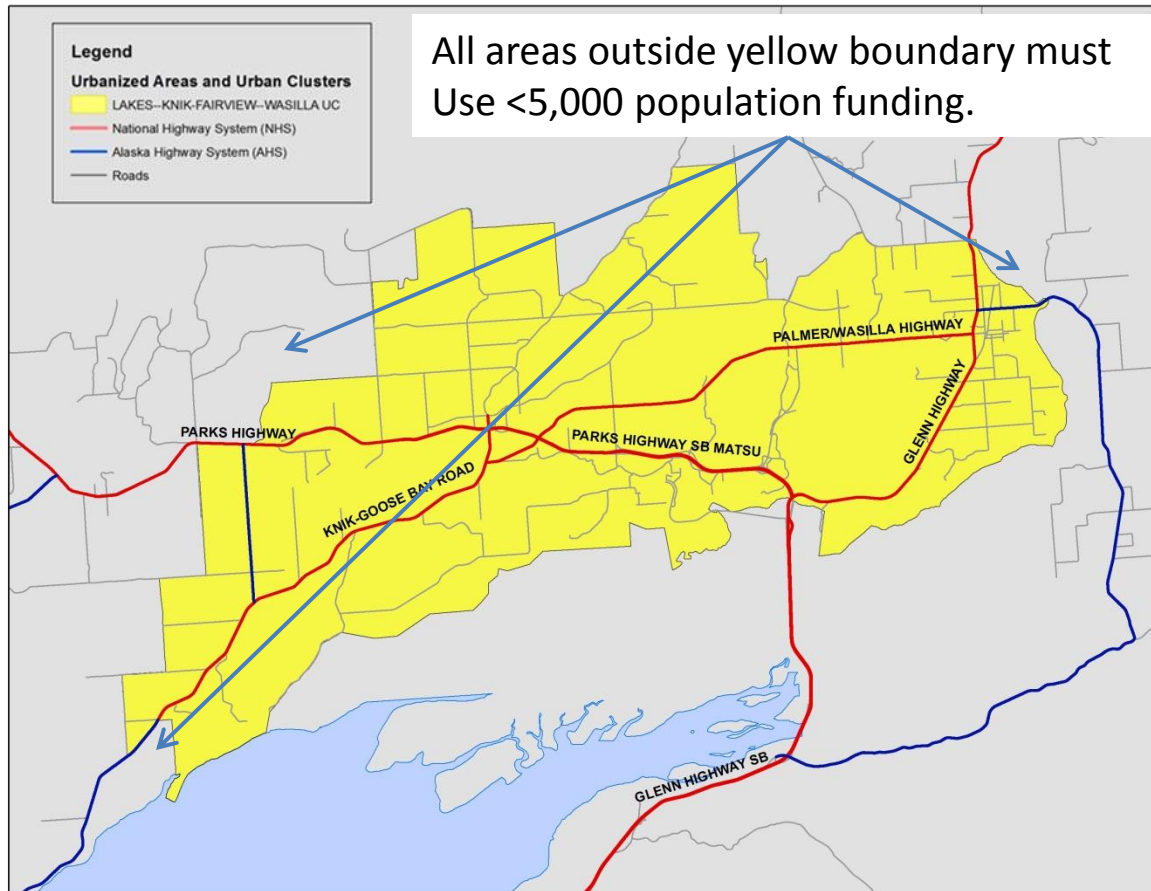 All areas outside yellow boundary must
Use <5,000 population funding.
Legend
Urbanized Areas and Urban Clusters
LAKES--KNIK-FAIRVIEW--WASILLA UC
National Highway System (NHS)
Alaska Highway System (AHS)
Roads
PALMER/WASILLA HIGHWAY
GLENN HIGHWAY
PARKS HIGHWAY
PARKS HIGHWAY SB MATSU
KNIK-GOOSE BAY ROAD
GLENN HIGHWAY SB